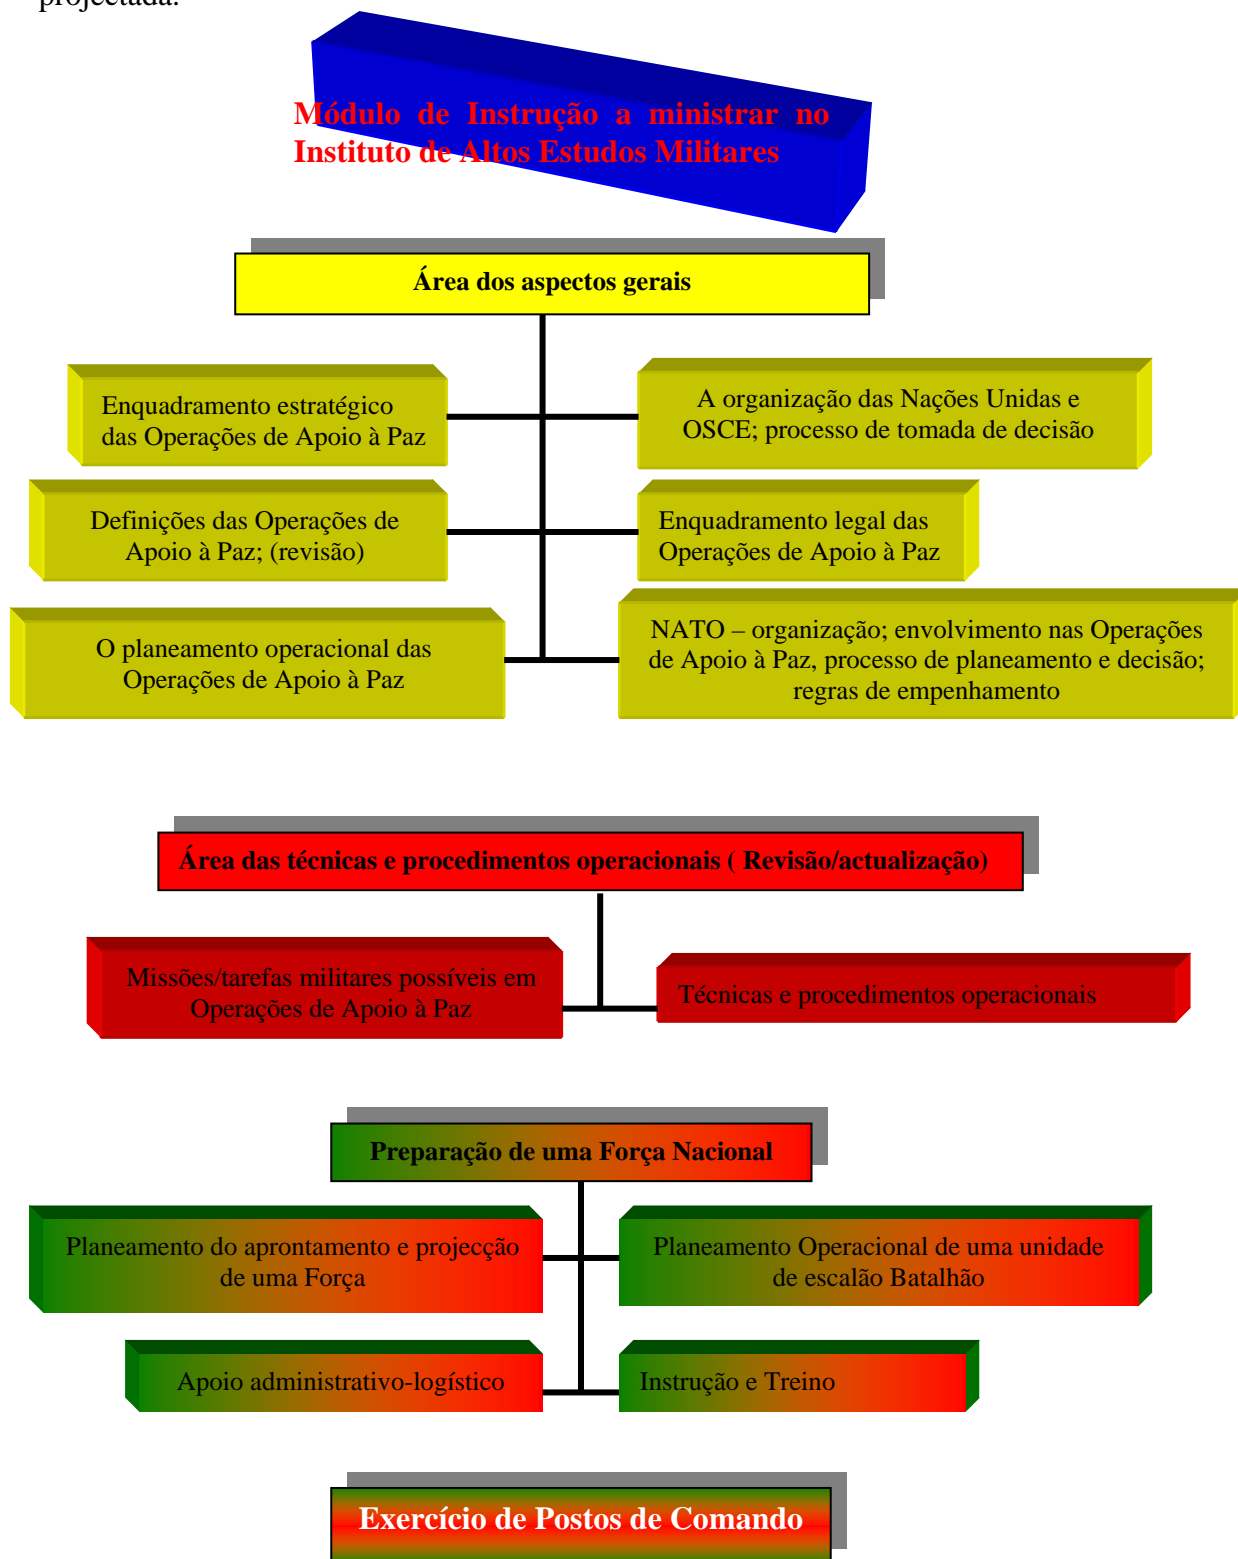 projectada.
Módulo de Instrução a ministrar no
Instituto de Altos Estudos Militares
Área dos aspectos gerais
Enquadramento estratégico
das Operações de Apoio à Paz
A organização das Nações Unidas e
OSCE; processo de tomada de decisão
Definições das Operações de
Apoio à Paz; (revisão)
Enquadramento legal das
Operações de Apoio à Paz
O planeamento operacional das
Operações de Apoio à Paz
NATO – organização; envolvimento nas Operações
de Apoio à Paz, processo de planeamento e decisão;
regras de empenhamento
Área das técnicas e procedimentos operacionais ( Revisão/actualização)
Missões/tarefas militares possíveis em
Operações de Apoio à Paz
Técnicas e procedimentos operacionais
Preparação de uma Força Nacional
Planeamento do aprontamento e projecção
de uma Força
Planeamento Operacional de uma unidade
de escalão Batalhão
Apoio administrativo-logístico
Instrução e Treino
Exercício de Postos de Comando